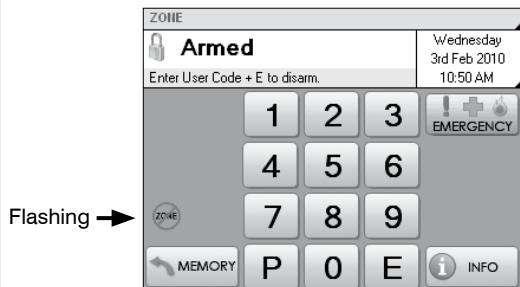 ZONE
Armed
Enter User Code + E to disarm.
Wednesday
3rd Feb 2010
10:50 AM
1 2 3
EMERGENCY
4 5 6
Flashing
ZONE
7 8 9
MEMORY
P 0 E
i INFO